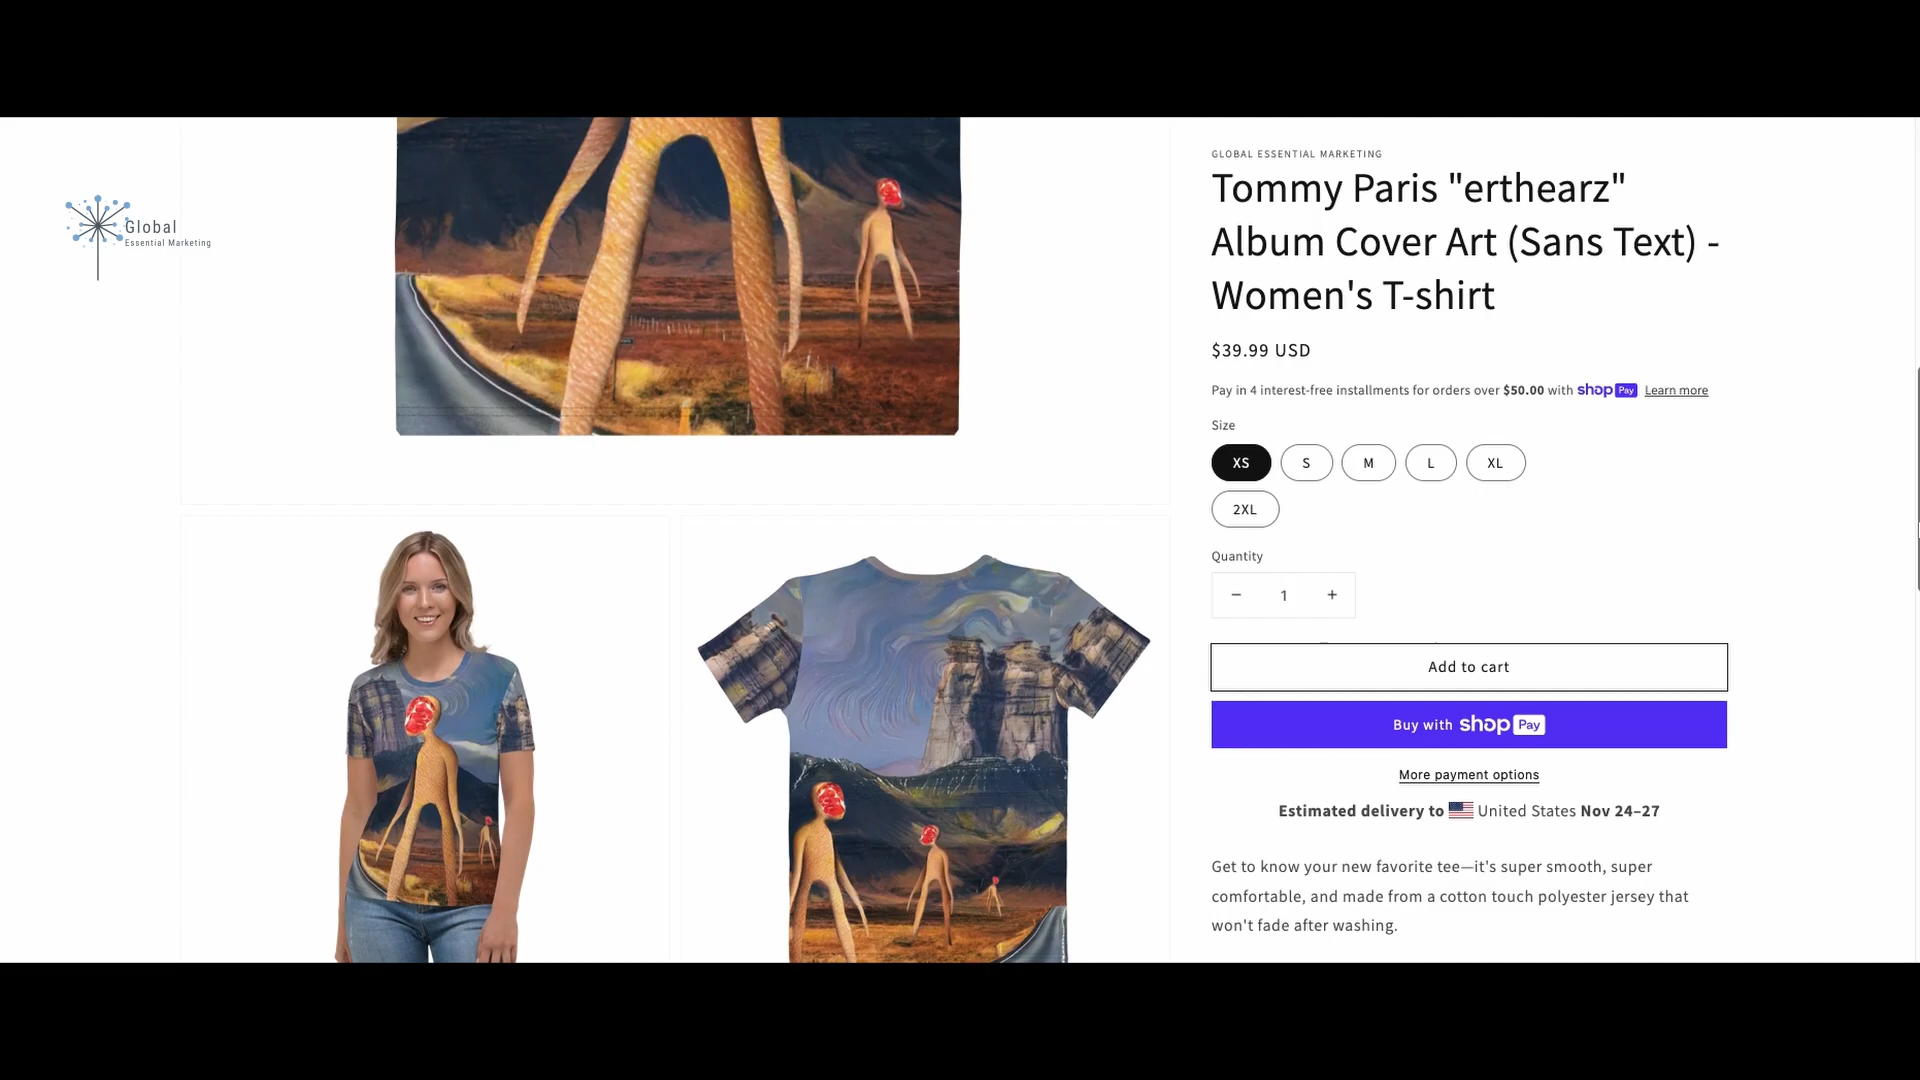 Global
Essential Marketing
GLOBAL ESSENTIAL MARKETING
Tommy Paris "erthearz"
Album Cover Art (Sans Text) -
Women's T-shirt
$39.99 USD
Pay in 4 interest-free installments for orders over $50.00 with shop Pay Learn more
Size
XS S M L XL
2XL
Quantity
− 1 +
Add to cart
Buy with shop Pay
More payment options
Estimated delivery to United States Nov 24–27
Get to know your new favorite tee—it's super smooth, super
comfortable, and made from a cotton touch polyester jersey that
won't fade after washing.